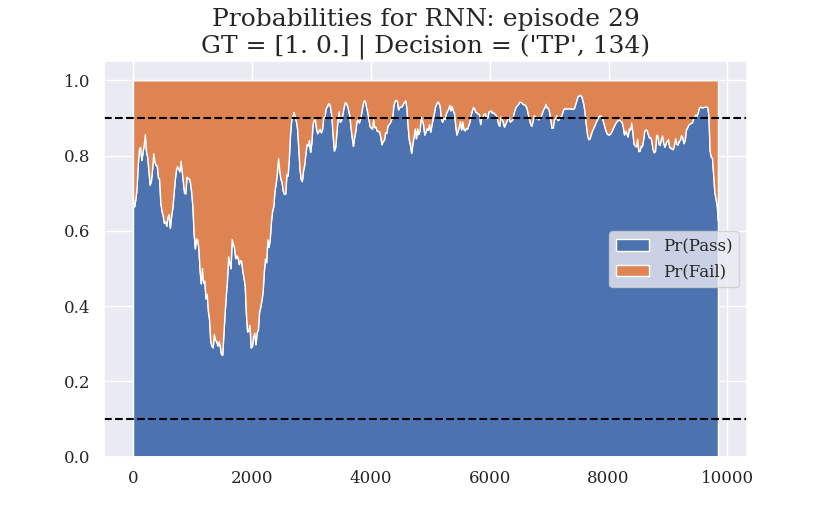 Probabilities for RNN: episode 29
GT = [1. 0.] | Decision = ('TP', 134)
1.0
0.8
0.6
0.4
0.2
0.0
Pr(Pass)
Pr(Fail)
0 2000 4000 6000 8000 10000